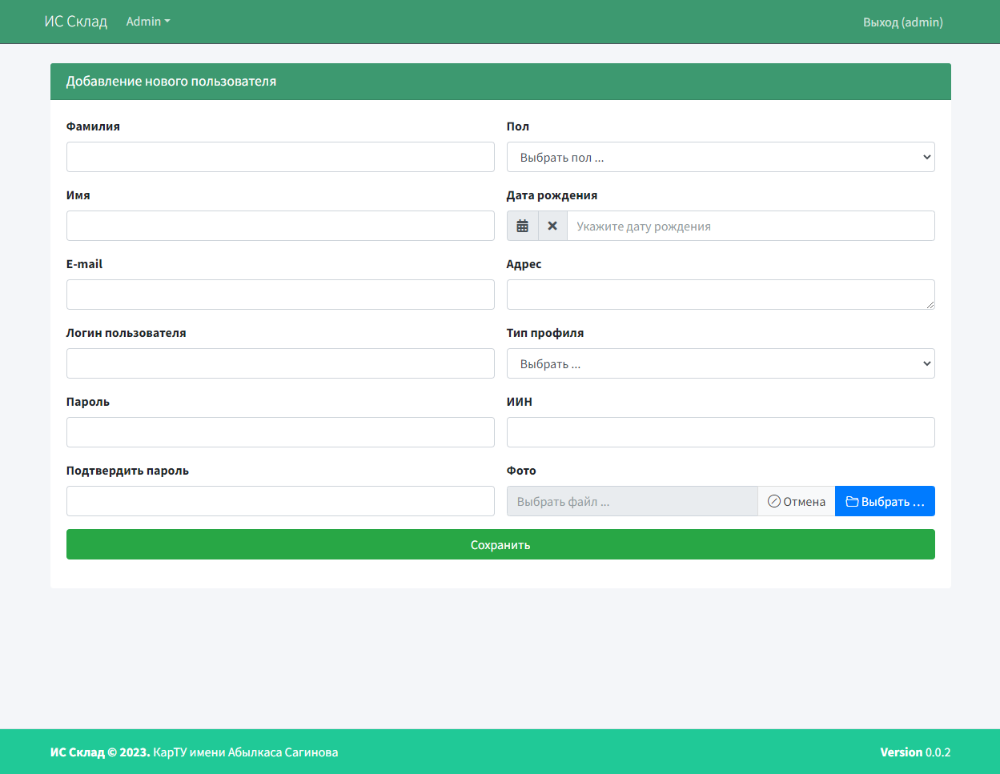 ИС Склад Admin Выход (admin)
Добавление нового пользователя
Фамилия
Пол
Выбрать пол ...
Имя
Дата рождения
Укажите дату рождения
E-mail
Адрес
Логин пользователя
Тип профиля
Выбрать ...
Пароль
ИИН
Подтвердить пароль
Фото
Выбрать файл ... Отмена Выбрать ...
Сохранить
ИС Склад © 2023. КарТУ имени Абылкаса Сагинова Version 0.0.2